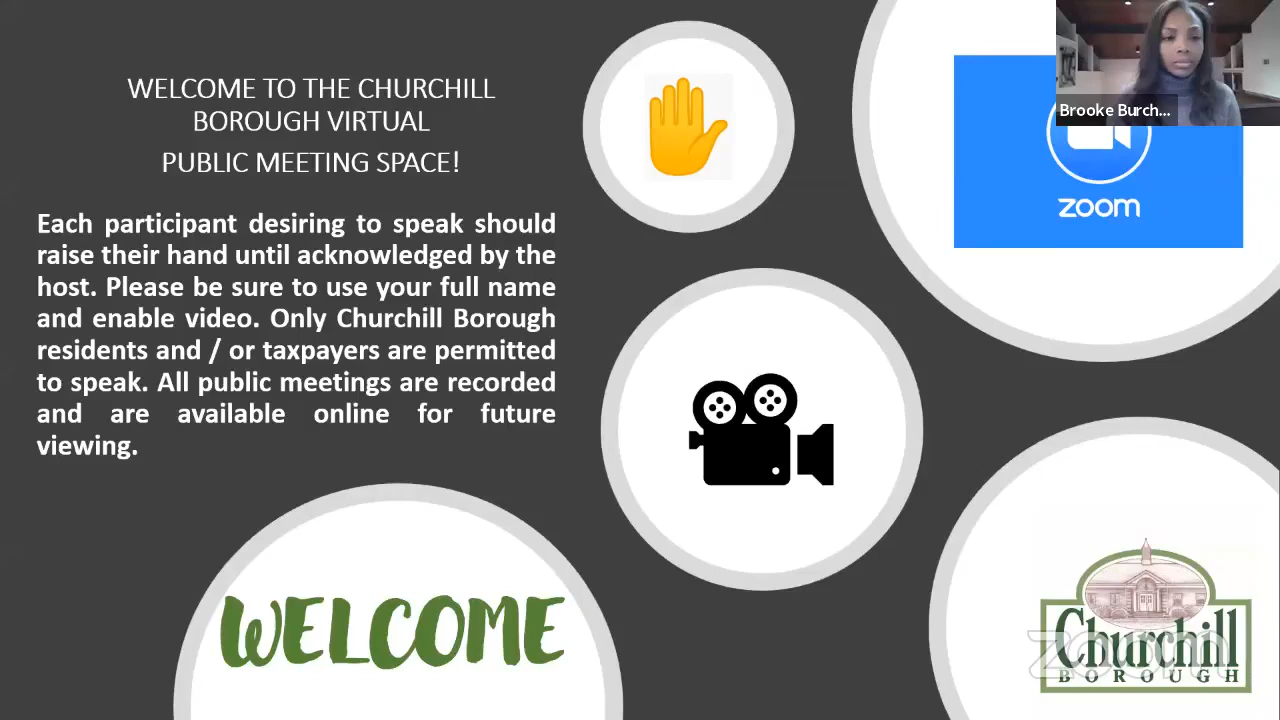 WELCOME TO THE CHURCHILL
BOROUGH VIRTUAL
PUBLIC MEETING SPACE!
Each participant desiring to speak should
raise their hand until acknowledged by the
host. Please be sure to use your full name
and enable video. Only Churchill Borough
residents and / or taxpayers are permitted
to speak. All public meetings are recorded
and are available online for future
viewing.
Brooke Burch...
zoom
WELCOME
Churchill
BOROUGH
zoom